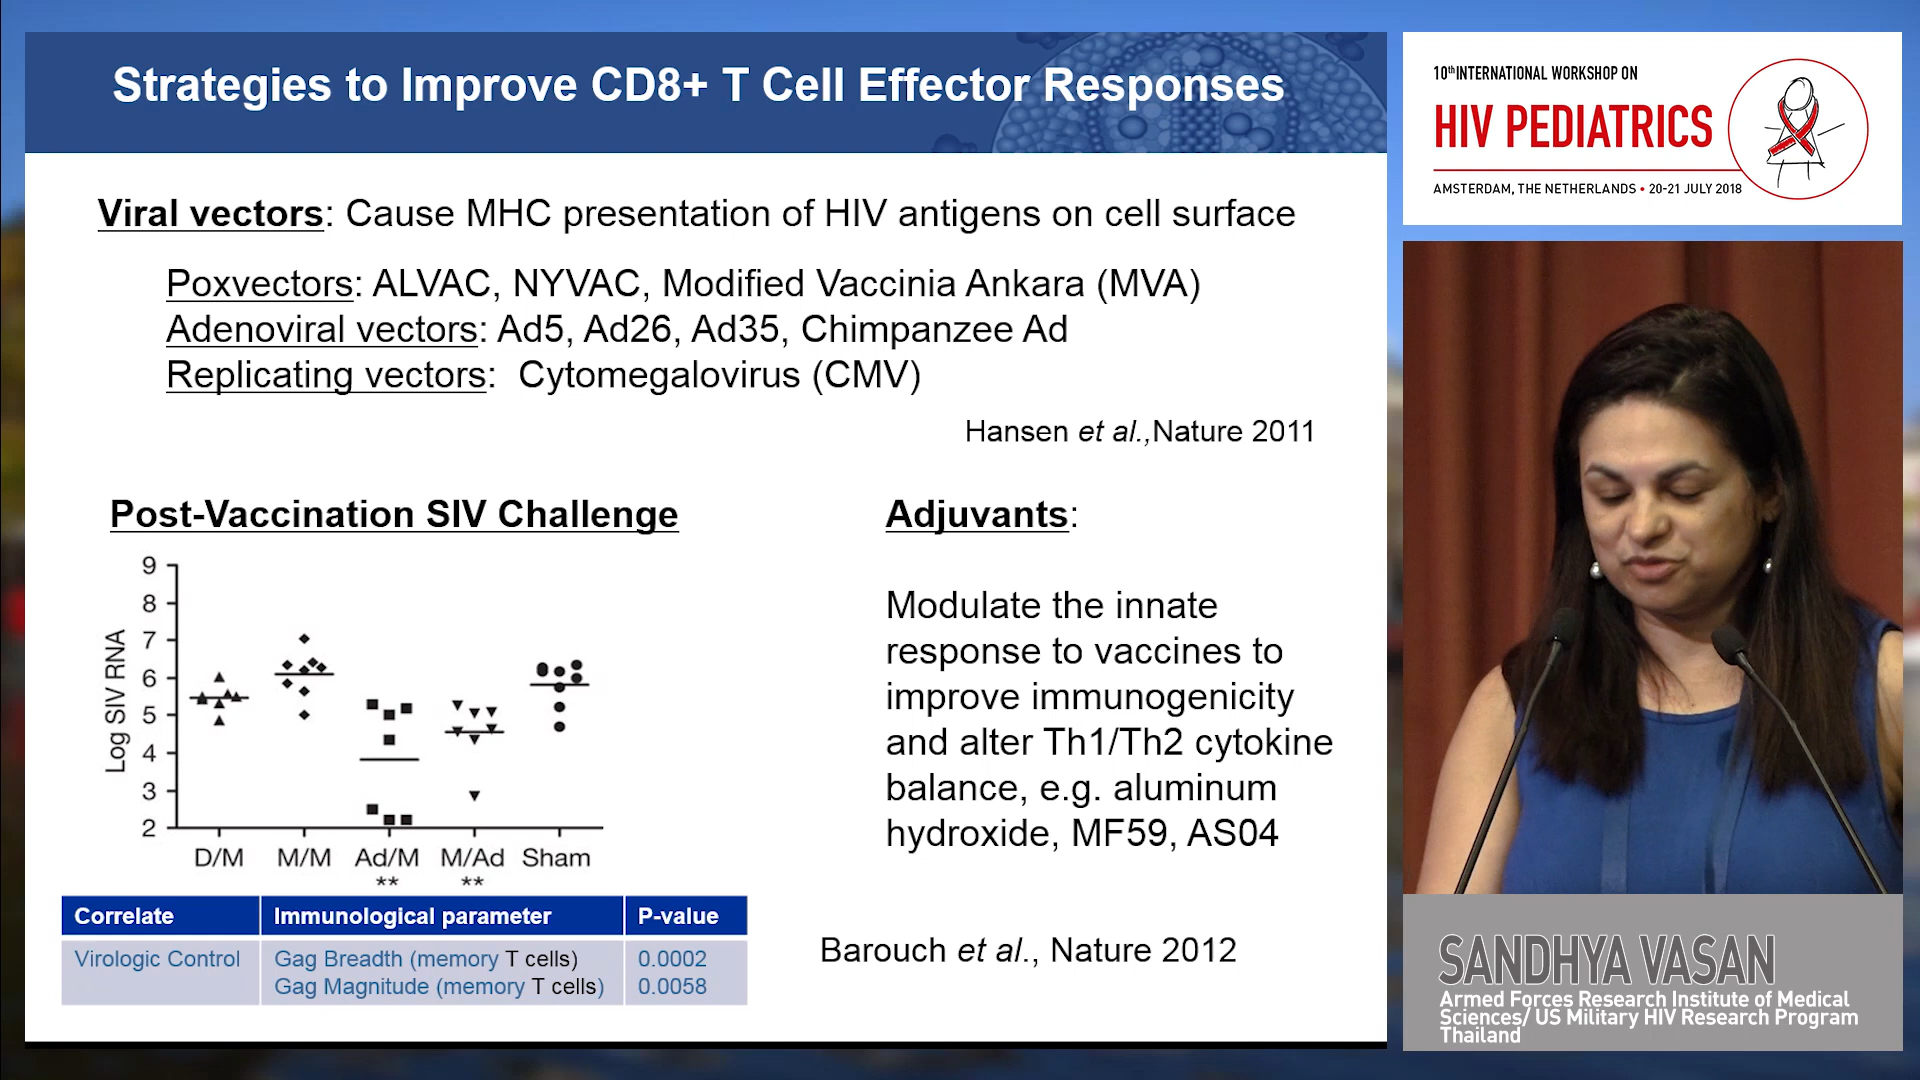 Strategies to Improve CD8+ T Cell Effector Responses
Viral vectors: Cause MHC presentation of HIV antigens on cell surface
Poxvectors: ALVAC, NYVAC, Modified Vaccinia Ankara (MVA)
Adenoviral vectors: Ad5, Ad26, Ad35, Chimpanzee Ad
Replicating vectors: Cytomegalovirus (CMV)
Hansen et al.,Nature 2011
Post-Vaccination SIV Challenge
Log SIV RNA
9
8
7
6
5
4
3
2
D/M M/M Ad/M M/Ad Sham
** **
Correlate Immunological parameter P-value
Virologic Control Gag Breadth (memory T cells) 0.0002
Gag Magnitude (memory T cells) 0.0058
Adjuvants:
Modulate the innate
response to vaccines to
improve immunogenicity
and alter Th1/Th2 cytokine
balance, e.g. aluminum
hydroxide, MF59, AS04
Barouch et al., Nature 2012
10th INTERNATIONAL WORKSHOP ON
HIV PEDIATRICS
AMSTERDAM, THE NETHERLANDS • 20-21 JULY 2018
SANDHYA VASAN
Armed Forces Research Institute of Medical
Sciences/ US Military HIV Research Program
Thailand